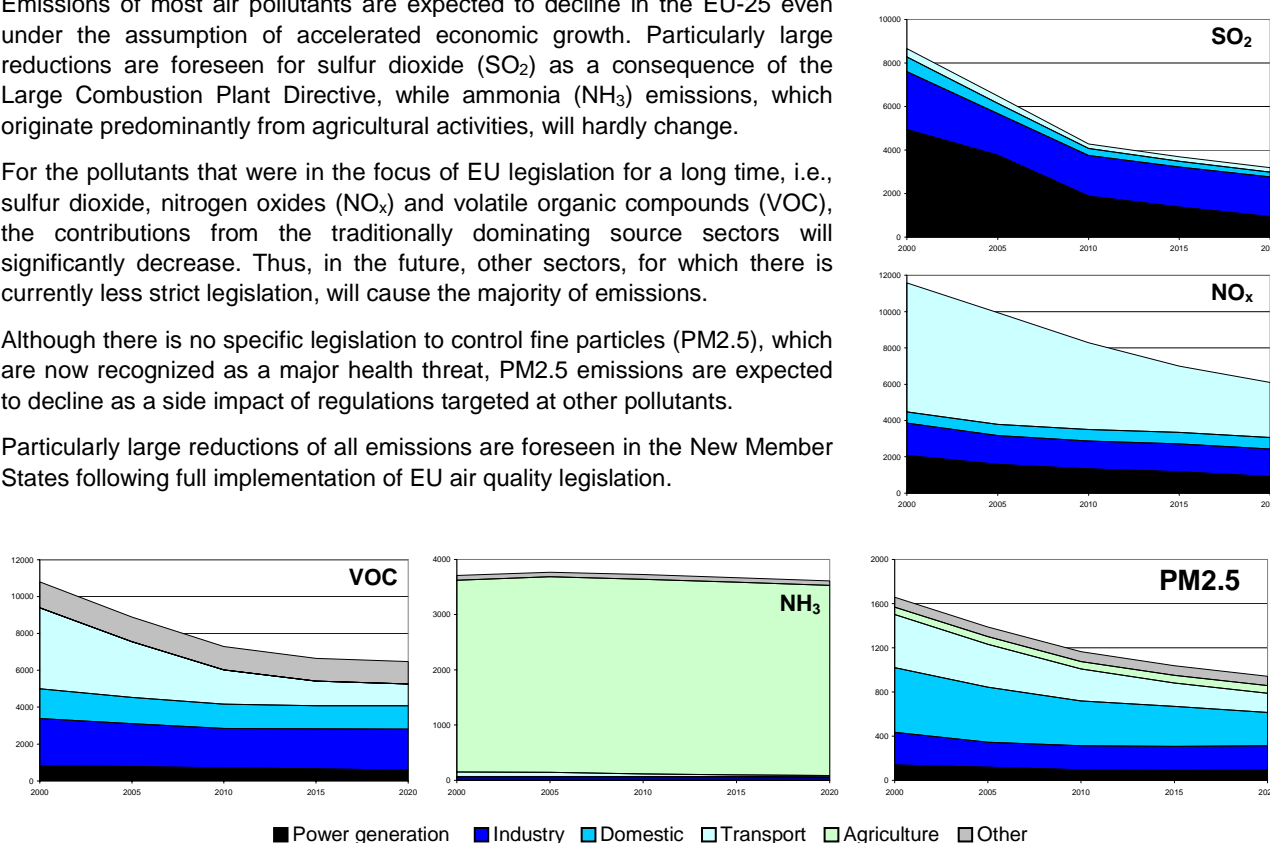 Emissions of most air pollutants are expected to decline in the EU-25 even
under the assumption of accelerated economic growth. Particularly large
reductions are foreseen for sulfur dioxide (SO₂) as a consequence of the
Large Combustion Plant Directive, while ammonia (NH₃) emissions, which
originate predominantly from agricultural activities, will hardly change.
For the pollutants that were in the focus of EU legislation for a long time, i.e.,
sulfur dioxide, nitrogen oxides (NOₓ) and volatile organic compounds (VOC),
the contributions from the traditionally dominating source sectors will
significantly decrease. Thus, in the future, other sectors, for which there is
currently less strict legislation, will cause the majority of emissions.
Although there is no specific legislation to control fine particles (PM2.5), which
are now recognized as a major health threat, PM2.5 emissions are expected
to decline as a side impact of regulations targeted at other pollutants.
Particularly large reductions of all emissions are foreseen in the New Member
States following full implementation of EU air quality legislation.
SO₂
10000
8000
6000
4000
2000
0
2000 2005 2010 2015 20
NOₓ
12000
10000
8000
6000
4000
2000
0
2000 2005 2010 2015 20
VOC
12000
10000
8000
6000
4000
2000
0
2000 2005 2010 2015 2020
NH₃
4000
3000
2000
1000
0
2000 2005 2010 2015 2020
PM2.5
2000
1600
1200
800
400
0
2000 2005 2010 2015 202
Power generation Industry Domestic Transport Agriculture Other